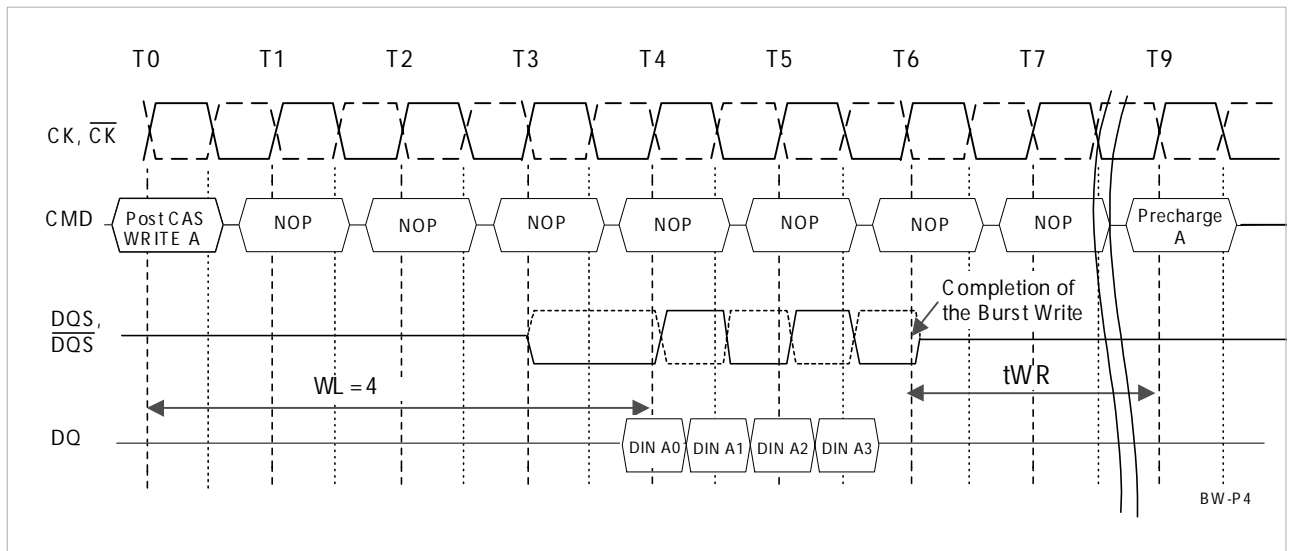 T0 T1 T2 T3 T4 T5 T6 T7 T9
CK, CK
CMD
Post CAS
WRITE A
NOP NOP NOP NOP NOP NOP NOP
Precharge
A
DQS,
DQS
Completion of
the Burst Write
WL = 4
tWR
DQ
DIN A0 DIN A1 DIN A2 DIN A3
BW-P4